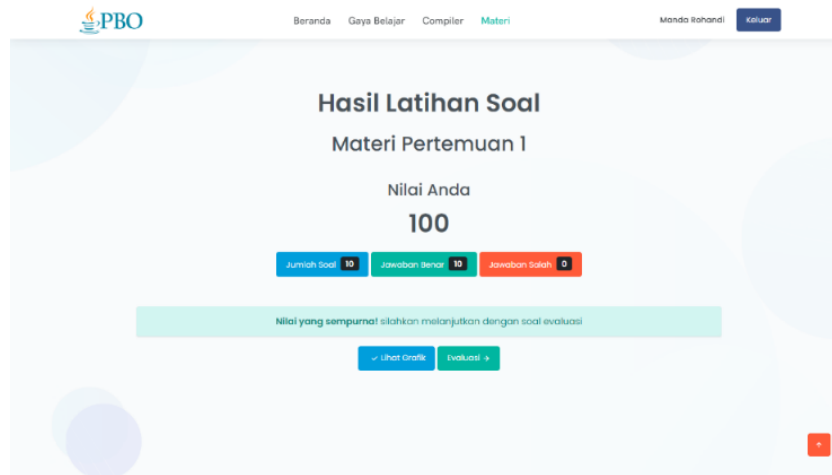 PBO
Beranda Gaya Belajar Compiler Materi Manda Rohandi Keluar
Hasil Latihan Soal
Materi Pertemuan 1
Nilai Anda
100
Jumlah Soal 10 Jawaban Benar 10 Jawaban Salah 0
Nilai yang sempurna! silahkan melanjutkan dengan soal evaluasi
Lihat Grafik Evaluasi